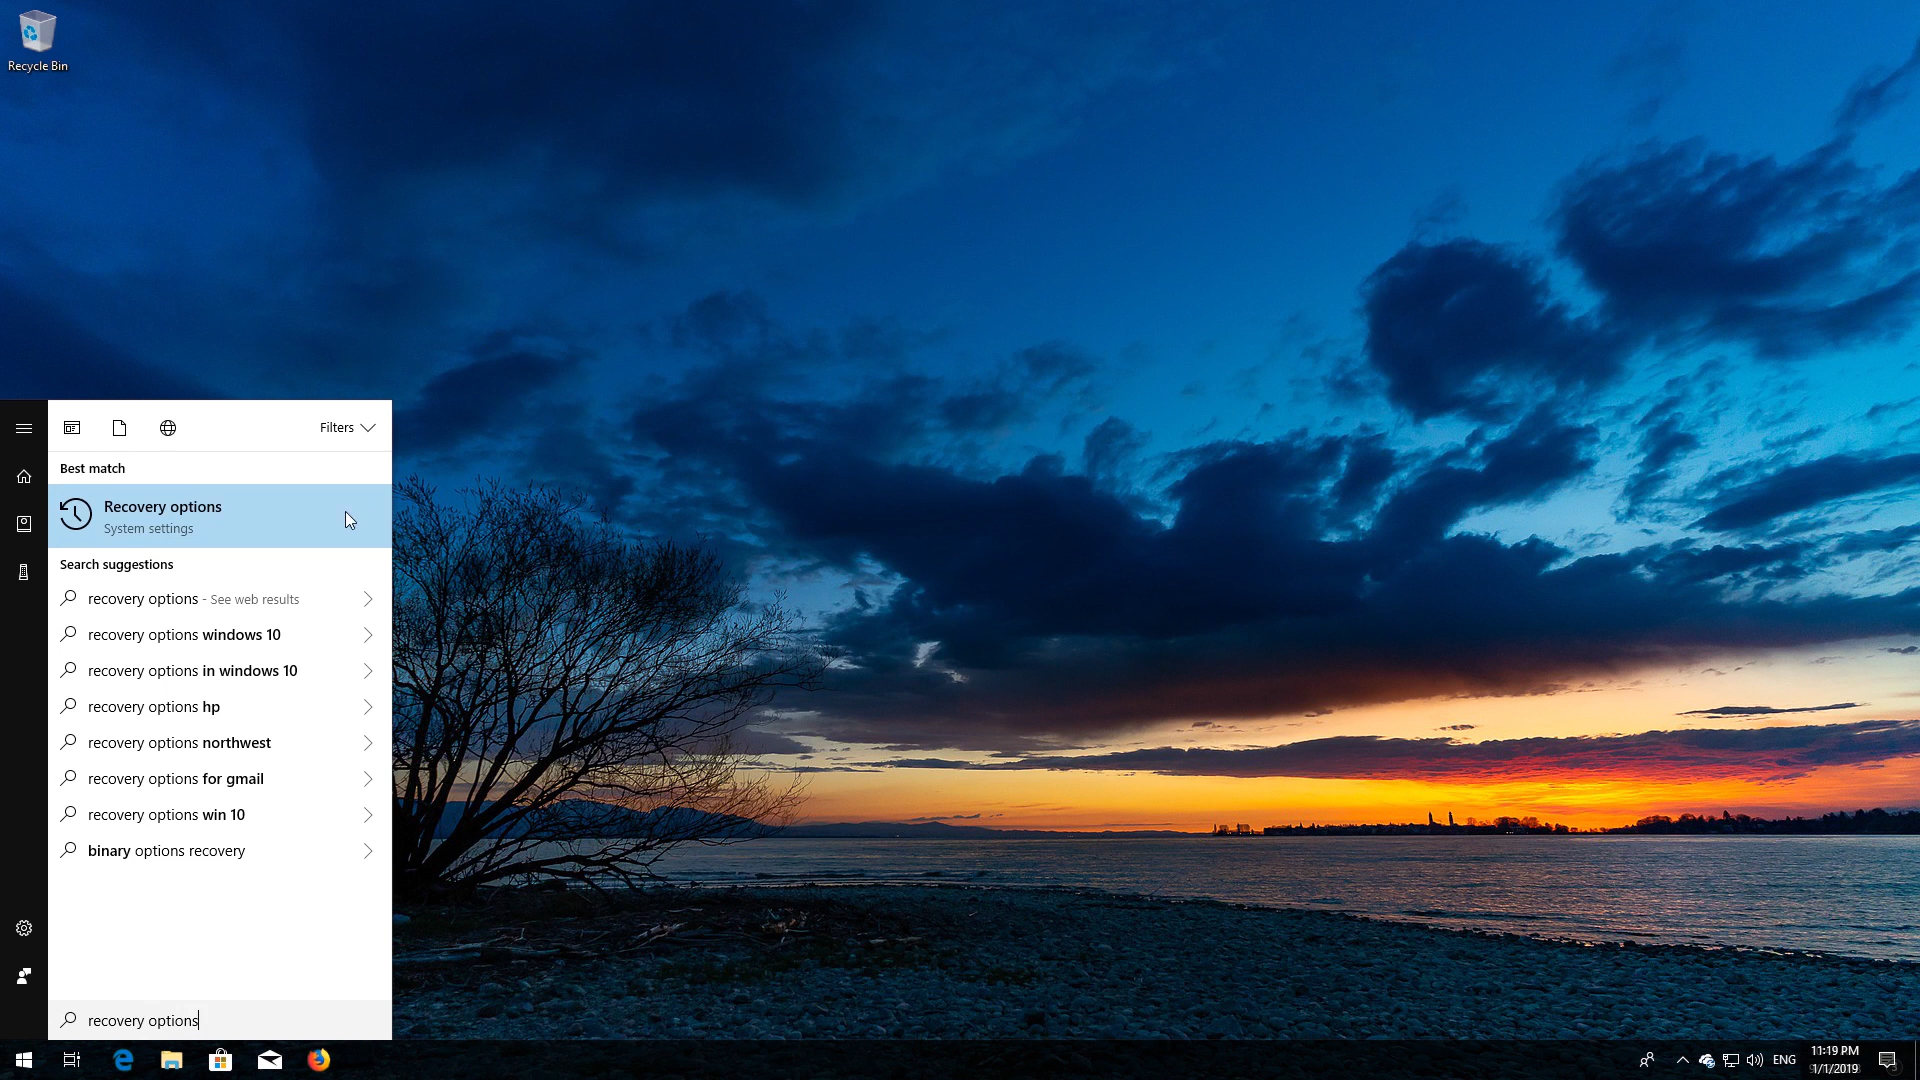 Recycle Bin
Filters
Best match
Recovery options
System settings
Search suggestions
recovery options - See web results
recovery options windows 10
recovery options in windows 10
recovery options hp
recovery options northwest
recovery options for gmail
recovery options win 10
binary options recovery
recovery options
ENG
11:19 PM
1/1/2019